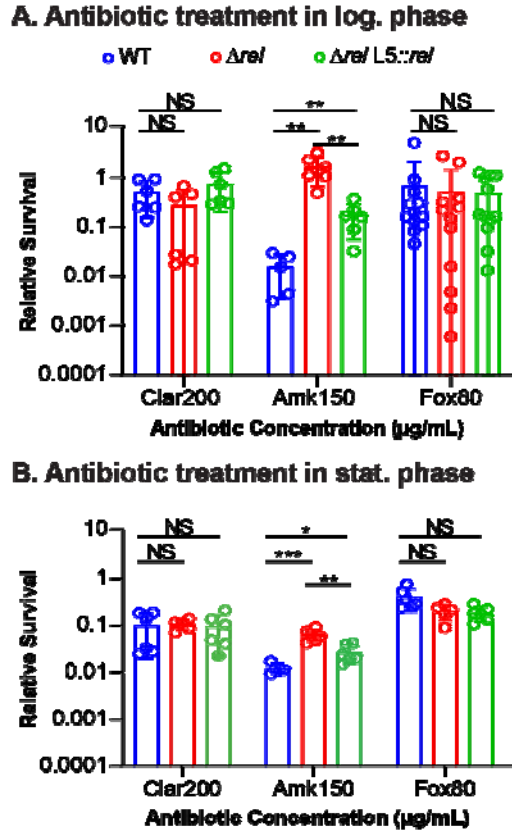 A. Antibiotic treatment in log. phase
WT Δrel Δrel L5::rel
NS ** NS
NS ** ** NS
10
1
0.1
0.01
0.001
0.0001
Relative Survival
Clar200 Amk150 Fox80
Antibiotic Concentration (µg/mL)
B. Antibiotic treatment in stat. phase
NS * NS
NS *** ** NS
10
1
0.1
0.01
0.001
0.0001
Relative Survival
Clar200 Amk150 Fox80
Antibiotic Concentration (µg/mL)